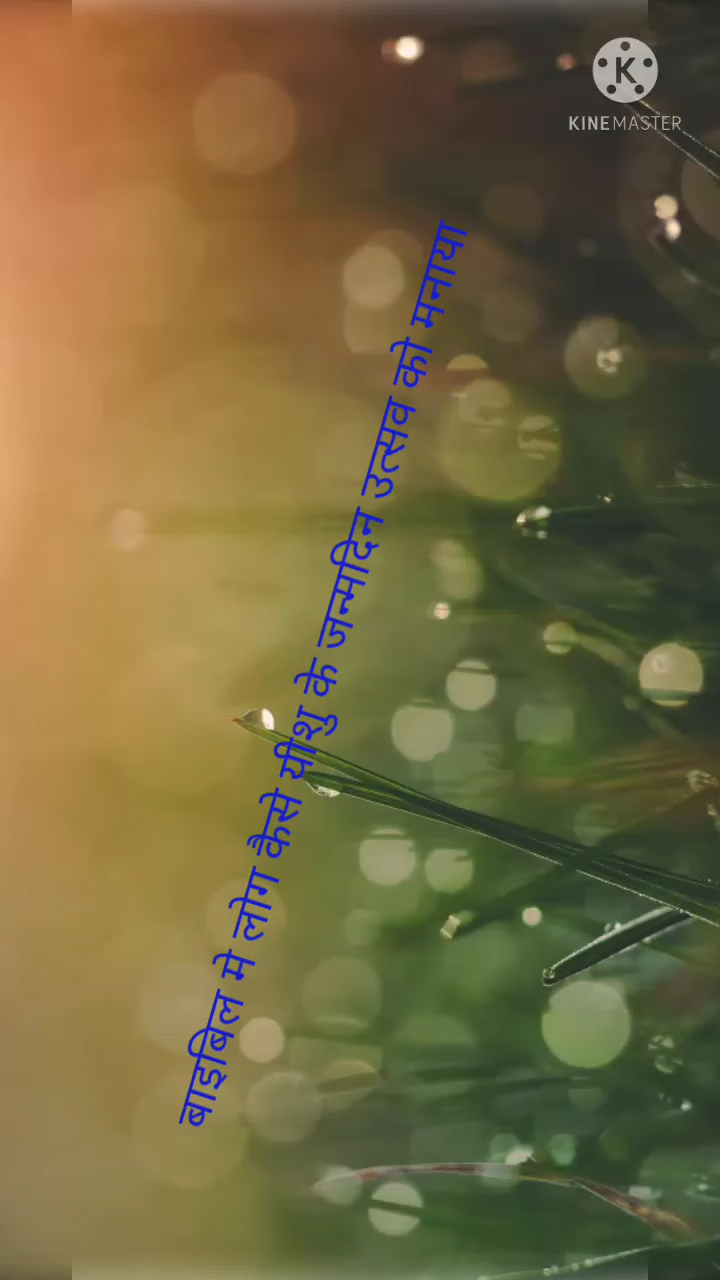 KINEMASTER
बाइबिल मे लोग कैसे यीशु के जन्मदिन उत्सव को मनाया